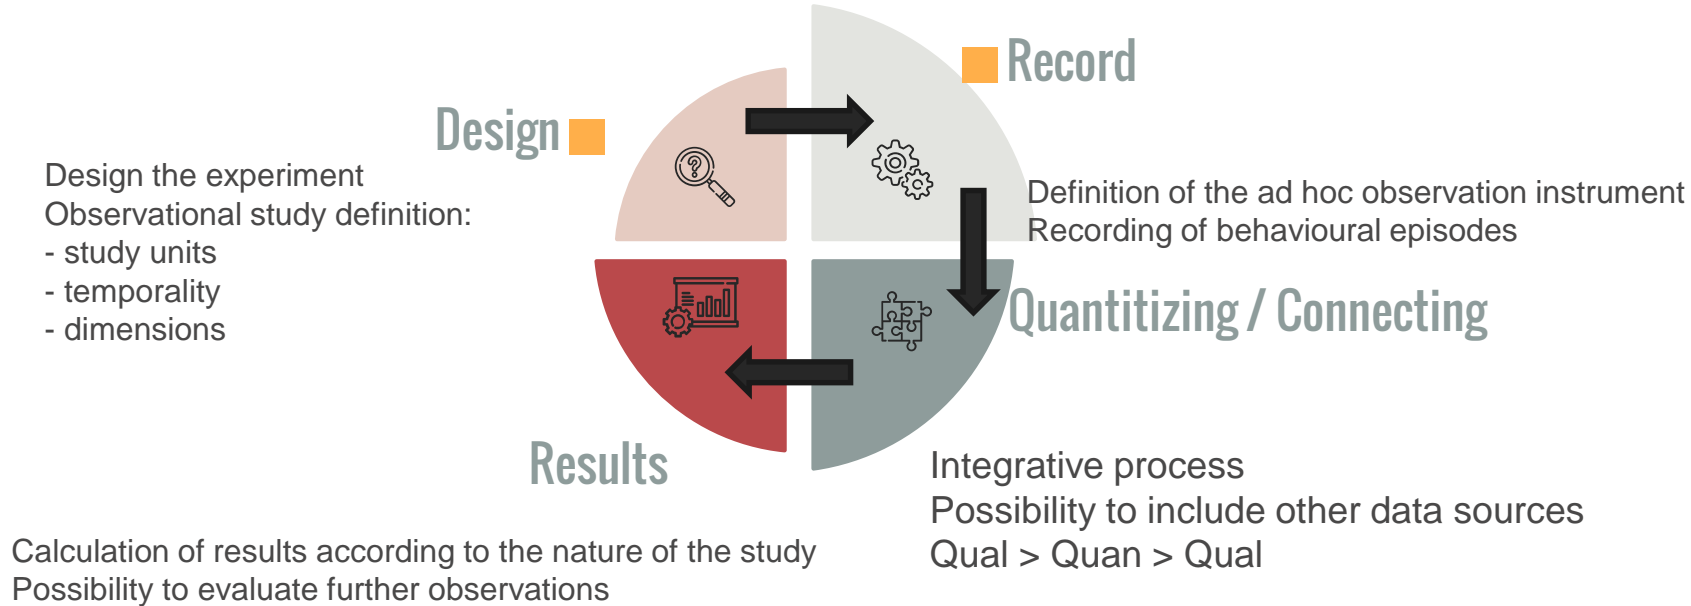 Design
Design the experiment
Observational study definition:
- study units
- temporality
- dimensions
?
Record
Definition of the ad hoc observation instrument
Recording of behavioural episodes
Quantitizing / Connecting
Integrative process
Possibility to include other data sources
Qual > Quan > Qual
Results
Calculation of results according to the nature of the study
Possibility to evaluate further observations